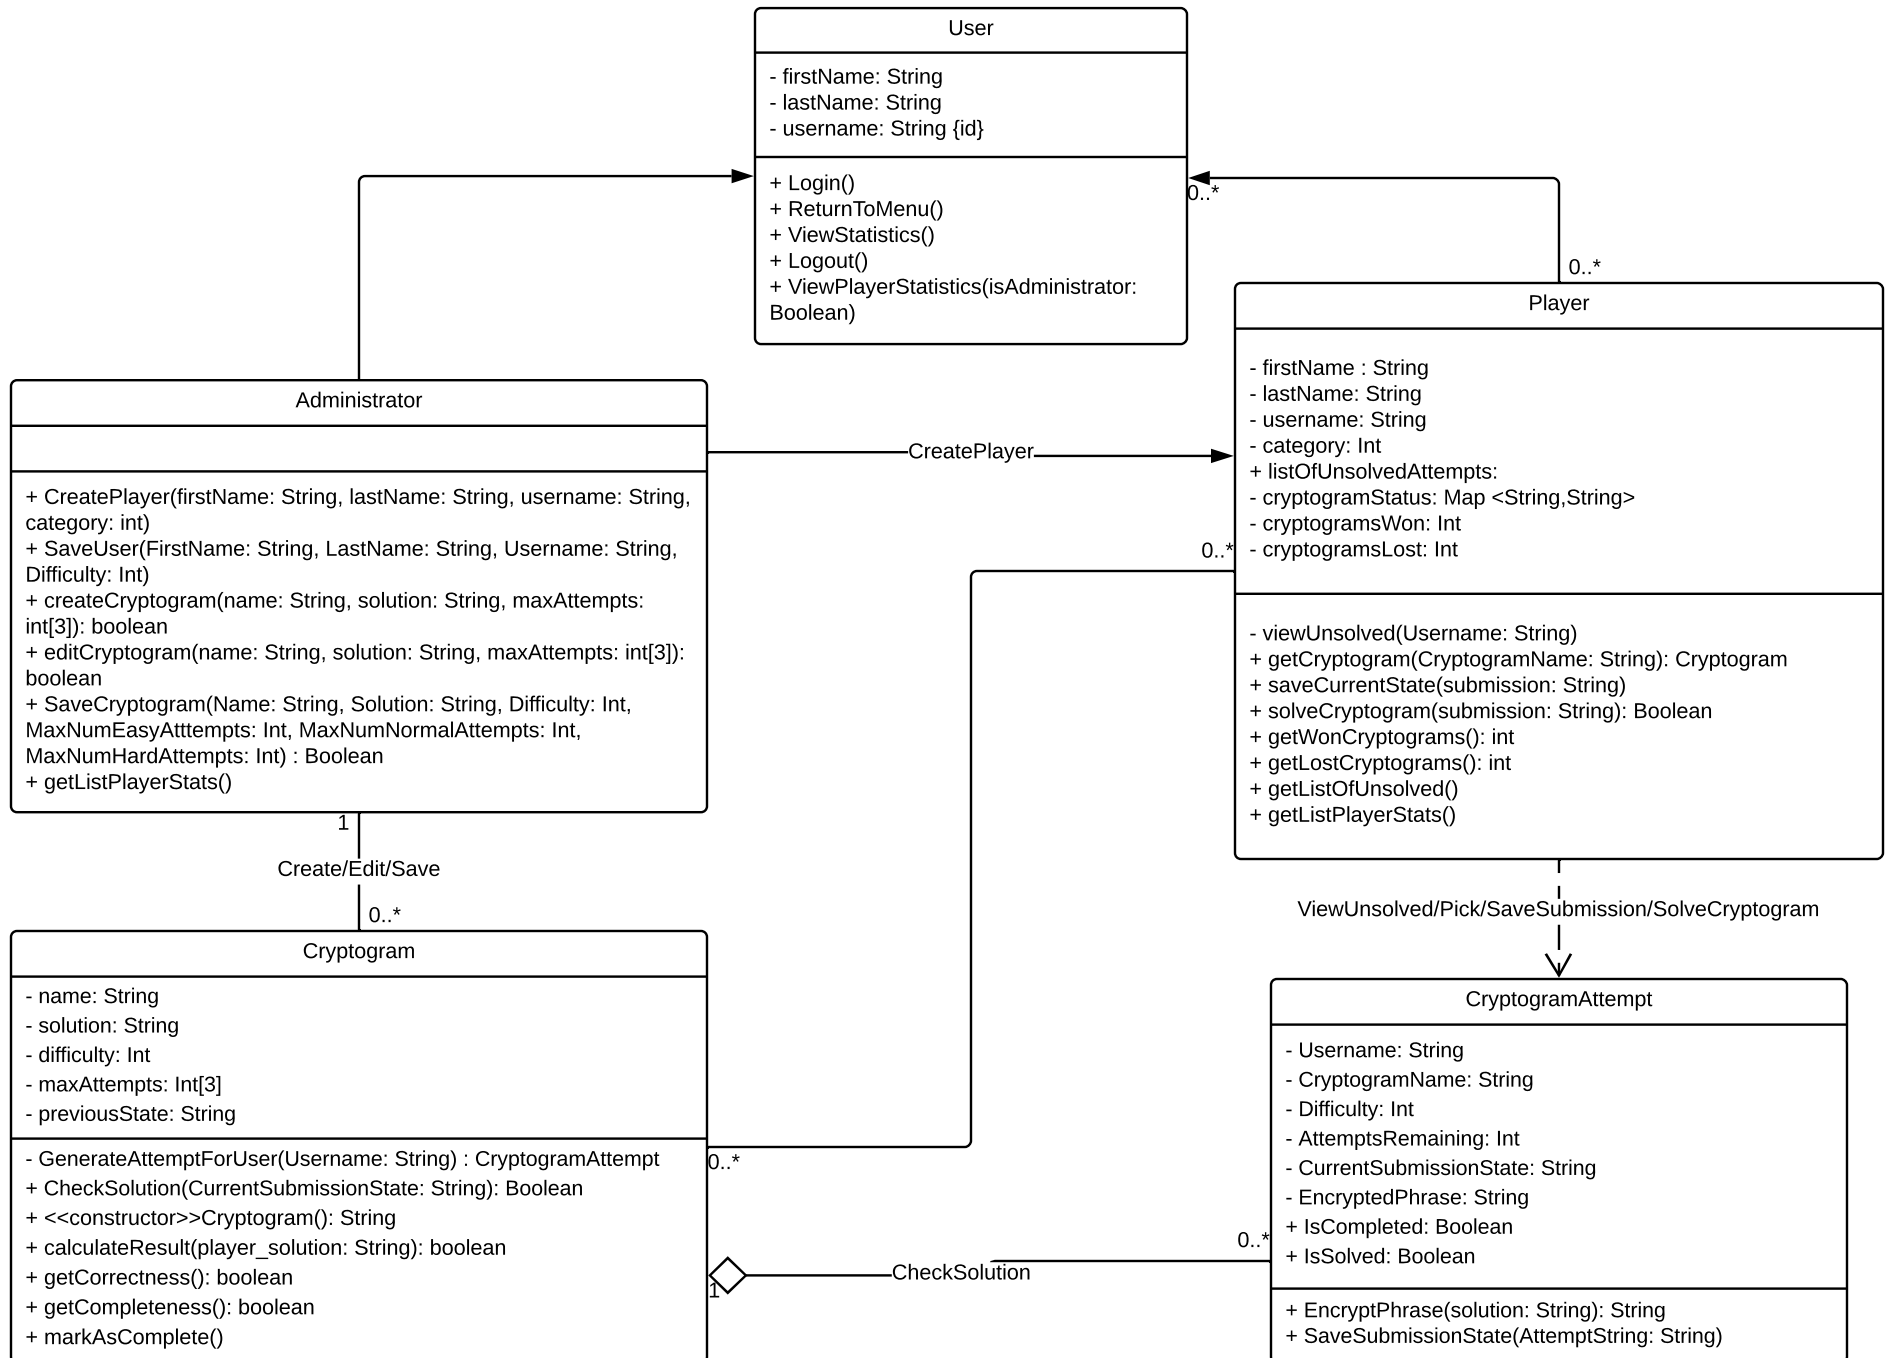 User
- firstName: String
- lastName: String
- username: String {id}
+ Login()
+ ReturnToMenu()
+ ViewStatistics()
+ Logout()
+ ViewPlayerStatistics(isAdministrator:
Boolean)
0..*
0..*
Player
- firstName : String
- lastName: String
- username: String
- category: Int
+ listOfUnsolvedAttempts:
- cryptogramStatus: Map <String,String>
- cryptogramsWon: Int
- cryptogramsLost: Int
- viewUnsolved(Username: String)
+ getCryptogram(CryptogramName: String): Cryptogram
+ saveCurrentState(submission: String)
+ solveCryptogram(submission: String): Boolean
+ getWonCryptograms(): int
+ getLostCryptograms(): int
+ getListOfUnsolved()
+ getListPlayerStats()
Administrator
+ CreatePlayer(firstName: String, lastName: String, username: String,
category: int)
+ SaveUser(FirstName: String, LastName: String, Username: String,
Difficulty: Int)
+ createCryptogram(name: String, solution: String, maxAttempts:
int[3]): boolean
+ editCryptogram(name: String, solution: String, maxAttempts: int[3]):
boolean
+ SaveCryptogram(Name: String, Solution: String, Difficulty: Int,
MaxNumEasyAtttempts: Int, MaxNumNormalAttempts: Int,
MaxNumHardAttempts: Int) : Boolean
+ getListPlayerStats()
CreatePlayer
0..*
1
Create/Edit/Save
0..*
ViewUnsolved/Pick/SaveSubmission/SolveCryptogram
Cryptogram
- name: String
- solution: String
- difficulty: Int
- maxAttempts: Int[3]
- previousState: String
- GenerateAttemptForUser(Username: String) : CryptogramAttempt
+ CheckSolution(CurrentSubmissionState: String): Boolean
+ <<constructor>>Cryptogram(): String
+ calculateResult(player_solution: String): boolean
+ getCorrectness(): boolean
+ getCompleteness(): boolean
+ markAsComplete()
0..*
1
CheckSolution
0..*
CryptogramAttempt
- Username: String
- CryptogramName: String
- Difficulty: Int
- AttemptsRemaining: Int
- CurrentSubmissionState: String
- EncryptedPhrase: String
+ IsCompleted: Boolean
+ IsSolved: Boolean
+ EncryptPhrase(solution: String): String
+ SaveSubmissionState(AttemptString: String)